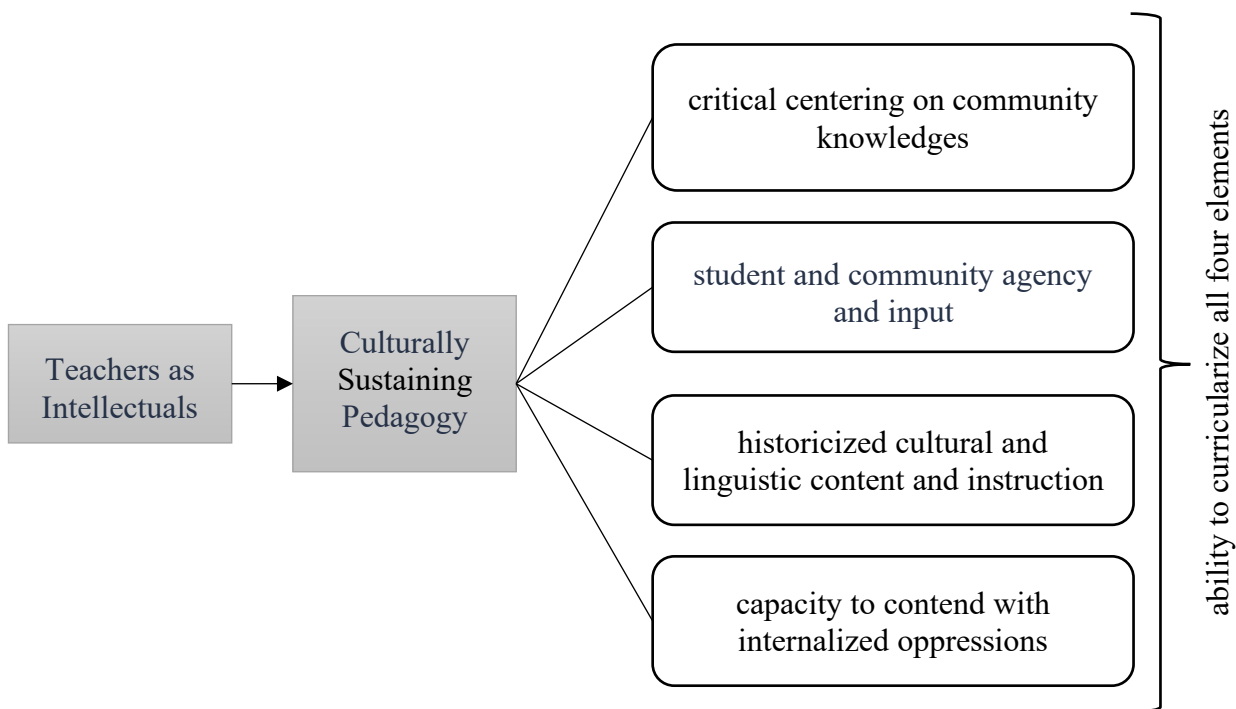 Teachers as
Intellectuals
Culturally
Sustaining
Pedagogy
critical centering on community
knowledges
student and community agency
and input
historicized cultural and
linguistic content and instruction
capacity to contend with
internalized oppressions
ability to curricularize all four elements